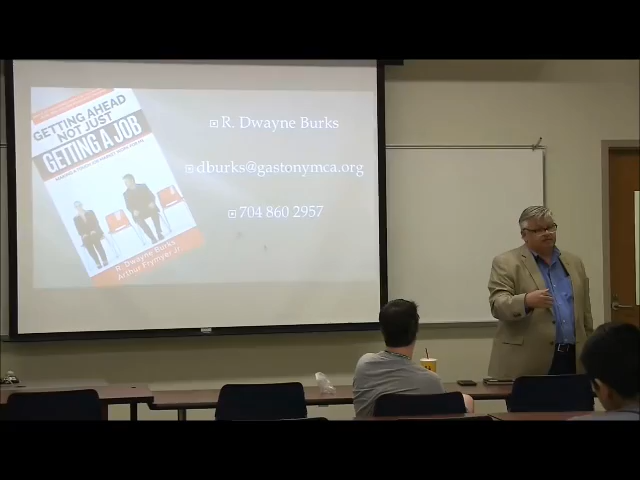 GETTING AHEAD
NOT JUST
GETTING A JOB
R. Dwayne Burks
Arthur Frymyer Jr.
R. Dwayne Burks
dburks@gastonymca.org
704 860 2957